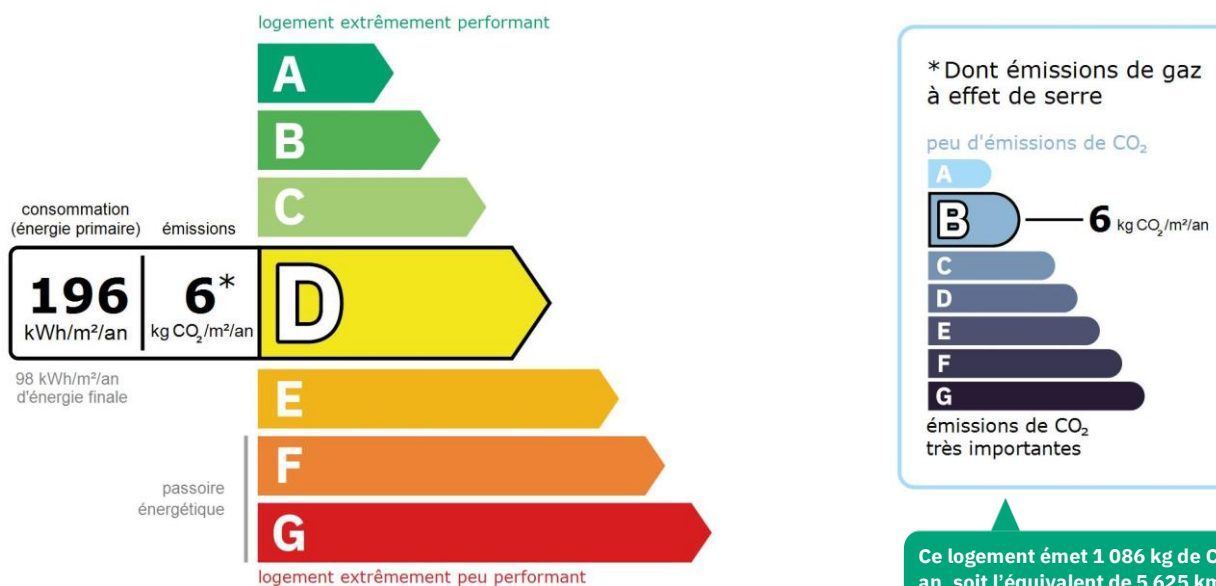 logement extrêmement performant
A
B
C
consommation
(énergie primaire)
émissions
196
kWh/m²/an
6*
kg CO₂/m²/an
D
98 kWh/m²/an
d'énergie finale
E
F
passoire
énergétique
G
logement extrêmement peu performant
*Dont émissions de gaz
à effet de serre
peu d'émissions de CO₂
A
B
6 kg CO₂/m²/an
C
D
E
F
G
émissions de CO₂
très importantes
Ce logement émet 1 086 kg de
an, soit l'équivalent de 5 625 km